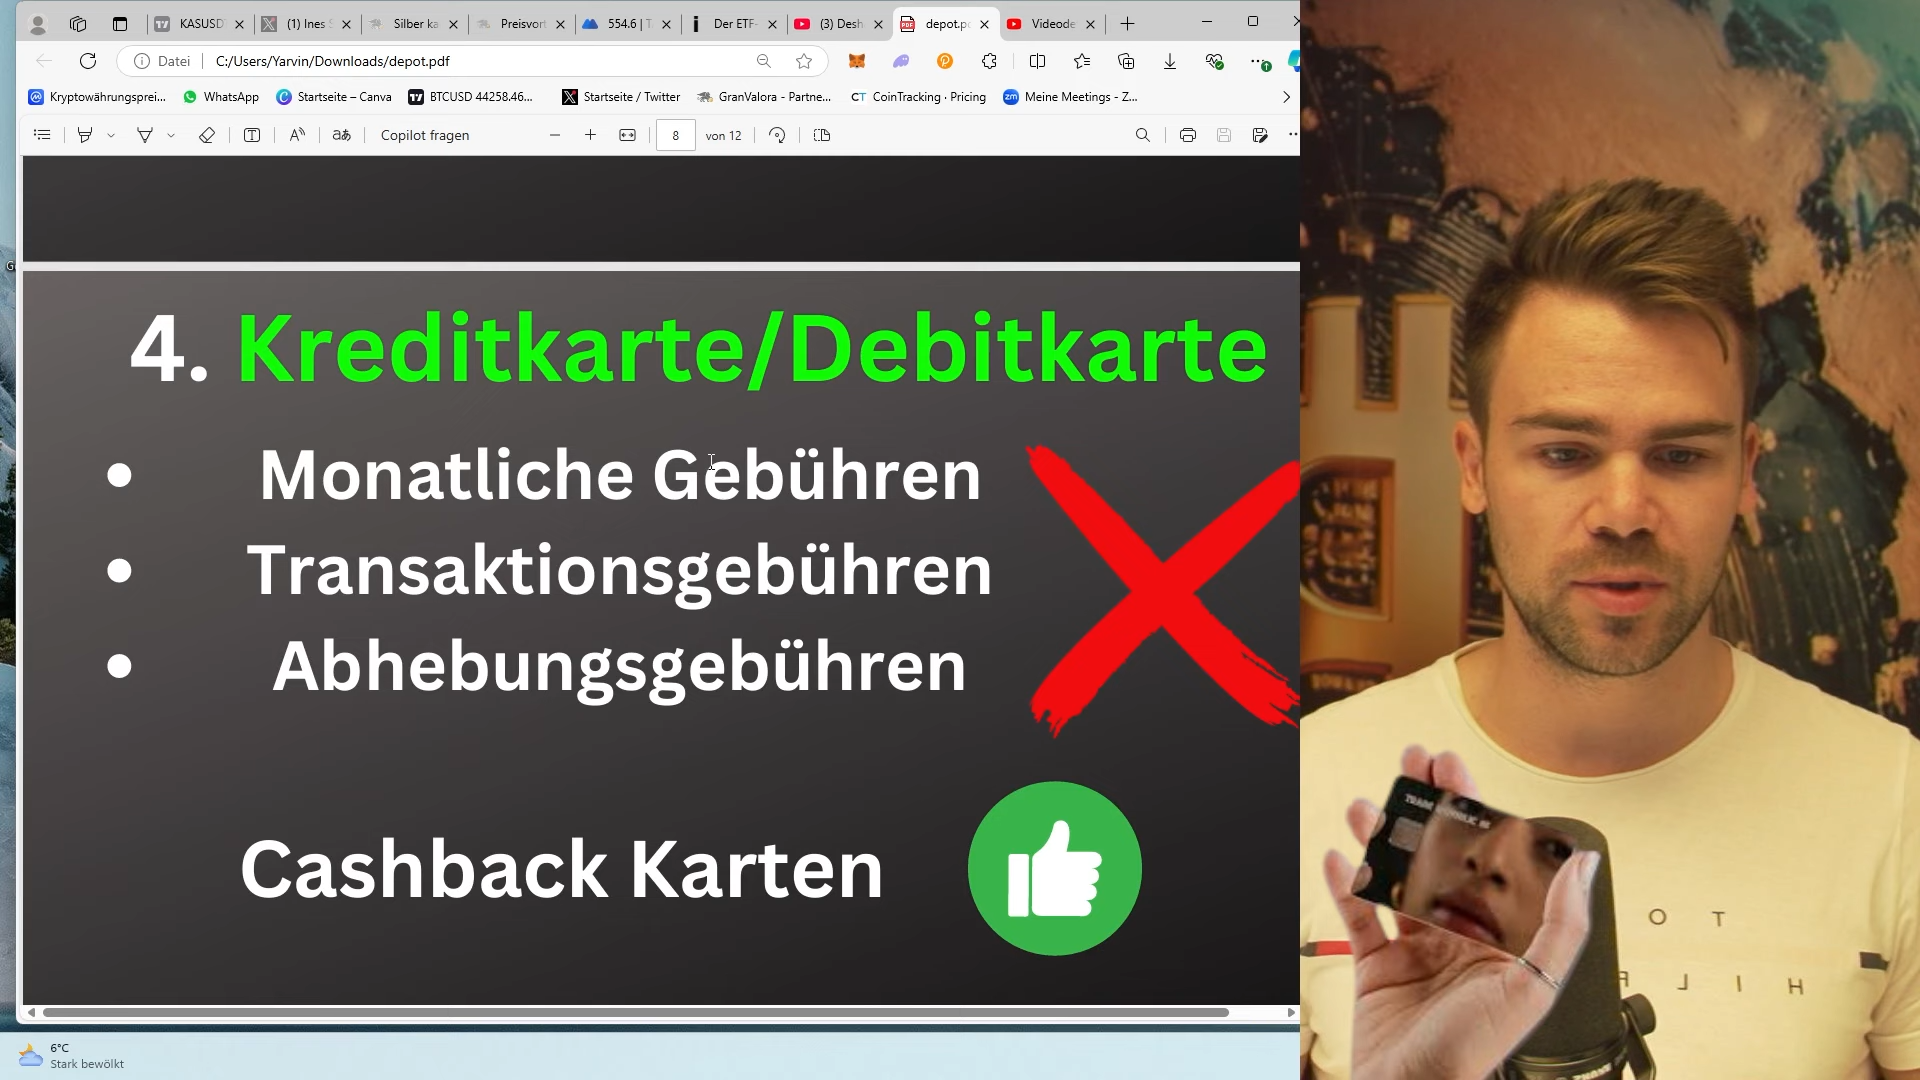 KASUSD
(1) Ines S
Silber ka
Preisvor
554.6 | T
Der ETF-
(3) Desh
depot.p
Videode
Datei
C:/Users/Yarvin/Downloads/depot.pdf
Kryptowährungsprei...
WhatsApp
Startseite – Canva
BTCUSD 44258.46...
Startseite / Twitter
GranValora - Partne...
CT CoinTracking · Pricing
zm Meine Meetings - Z...
Copilot fragen
8 von 12
4. Kreditkarte/Debitkarte
• Monatliche Gebühren
• Transaktionsgebühren
• Abhebungsgebühren
Cashback Karten
6°C
Stark bewölkt
T O
H I L